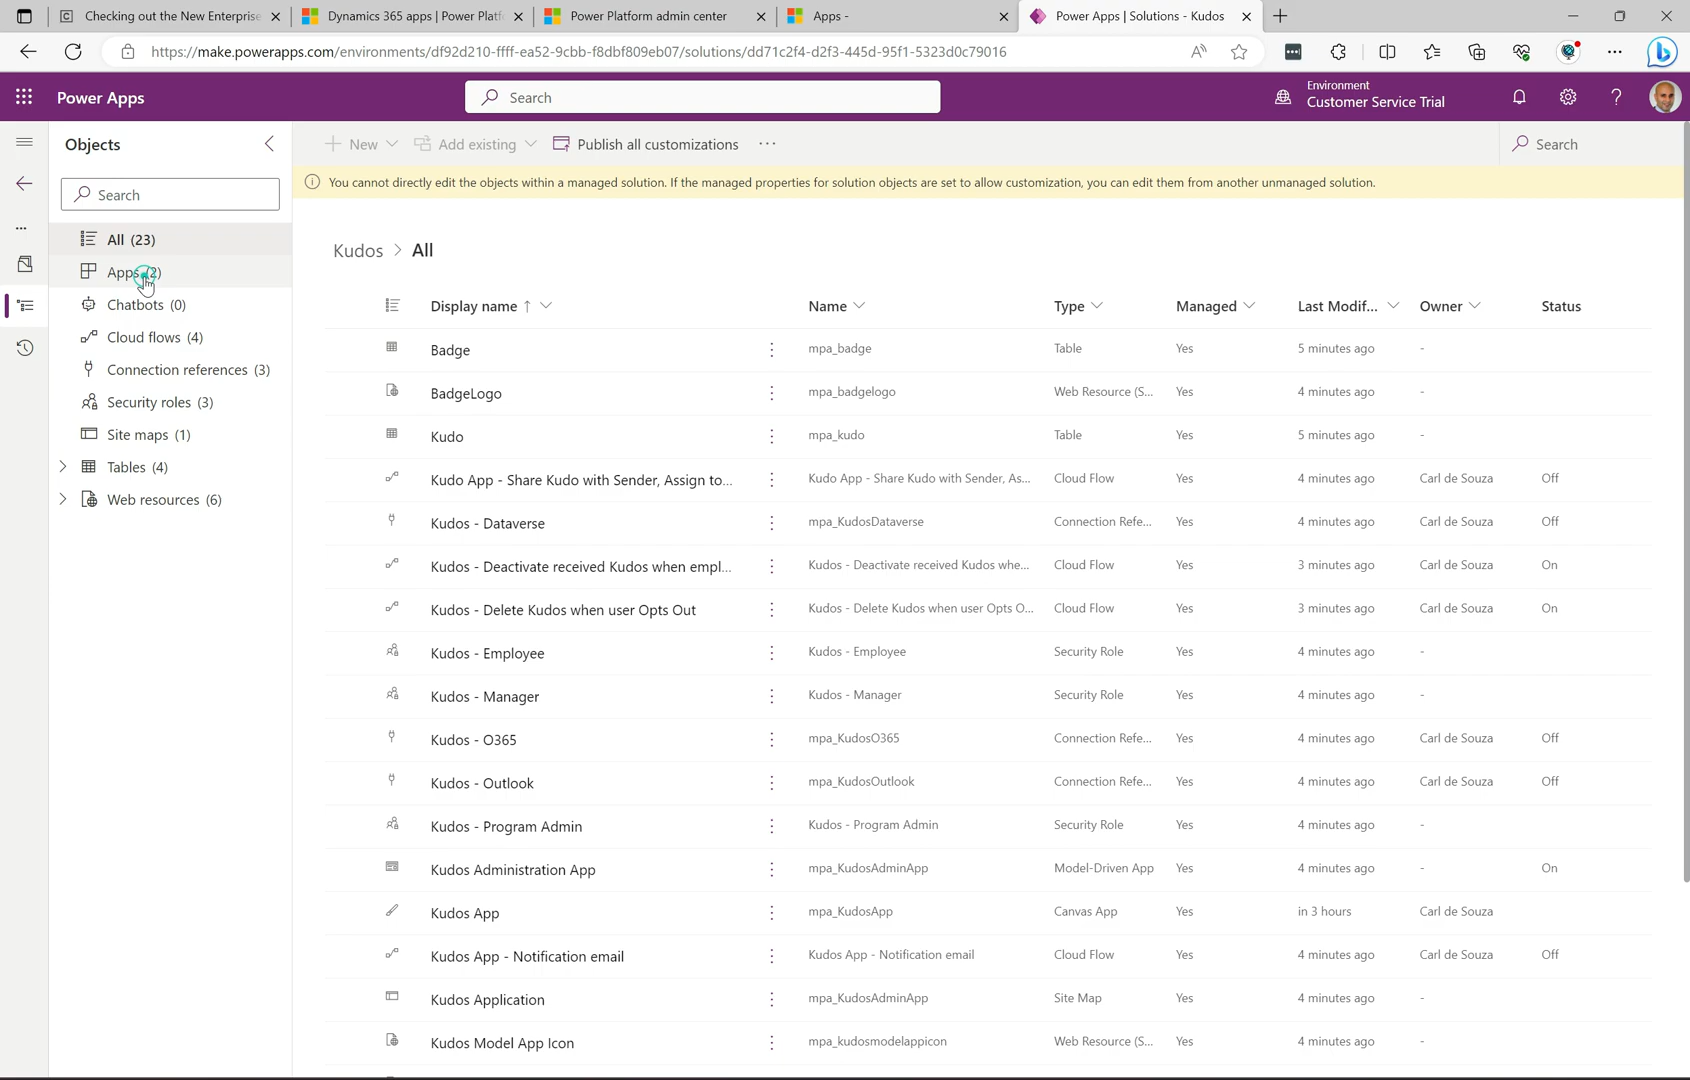 Checking out the New Enterprise
Dynamics 365 apps | Power Platf
Power Platform admin center
Apps -
Power Apps | Solutions - Kudos
https://make.powerapps.com/environments/df92d210-ffff-ea52-9cbb-f8dbf809eb07/solutions/dd71c2f4-d2f3-445d-95f1-5323d0c79016
Power Apps
Search
Environment
Customer Service Trial
Objects
New
Add existing
Publish all customizations
Search
Search
You cannot directly edit the objects within a managed solution. If the managed properties for solution objects are set to allow customization, you can edit them from another unmanaged solution.
All (23)
Apps (2)
Chatbots (0)
Cloud flows (4)
Connection references (3)
Security roles (3)
Site maps (1)
Tables (4)
Web resources (6)
Kudos > All
Display name ↑ Name Type Managed Last Modif... Owner Status
Badge mpa_badge Table Yes 5 minutes ago -
BadgeLogo mpa_badgelogo Web Resource (S... Yes 4 minutes ago -
Kudo mpa_kudo Table Yes 5 minutes ago -
Kudo App - Share Kudo with Sender, Assign to... Kudo App - Share Kudo with Sender, As... Cloud Flow Yes 4 minutes ago Carl de Souza Off
Kudos - Dataverse mpa_KudosDataverse Connection Refe... Yes 4 minutes ago Carl de Souza Off
Kudos - Deactivate received Kudos when empl... Kudos - Deactivate received Kudos whe... Cloud Flow Yes 3 minutes ago Carl de Souza On
Kudos - Delete Kudos when user Opts Out Kudos - Delete Kudos when user Opts O... Cloud Flow Yes 3 minutes ago Carl de Souza On
Kudos - Employee Kudos - Employee Security Role Yes 4 minutes ago -
Kudos - Manager Kudos - Manager Security Role Yes 4 minutes ago -
Kudos - O365 mpa_KudosO365 Connection Refe... Yes 4 minutes ago Carl de Souza Off
Kudos - Outlook mpa_KudosOutlook Connection Refe... Yes 4 minutes ago Carl de Souza Off
Kudos - Program Admin Kudos - Program Admin Security Role Yes 4 minutes ago -
Kudos Administration App mpa_KudosAdminApp Model-Driven App Yes 4 minutes ago - On
Kudos App mpa_KudosApp Canvas App Yes in 3 hours Carl de Souza
Kudos App - Notification email Kudos App - Notification email Cloud Flow Yes 4 minutes ago Carl de Souza Off
Kudos Application mpa_KudosAdminApp Site Map Yes 4 minutes ago -
Kudos Model App Icon mpa_kudosmodelappicon Web Resource (S... Yes 4 minutes ago -